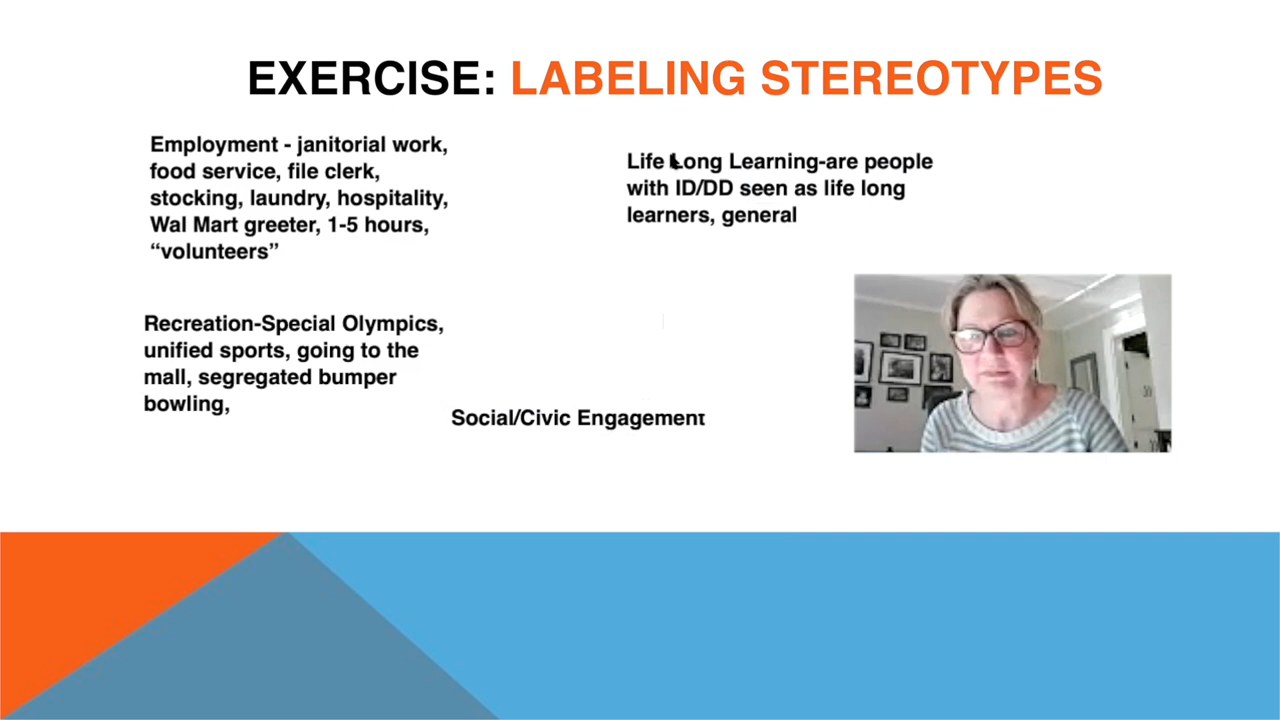 EXERCISE: LABELING STEREOTYPES
Employment - janitorial work,
food service, file clerk,
stocking, laundry, hospitality,
Wal Mart greeter, 1-5 hours,
“volunteers”
Life Long Learning-are people
with ID/DD seen as life long
learners, general
Recreation-Special Olympics,
unified sports, going to the
mall, segregated bumper
bowling,
Social/Civic Engagement